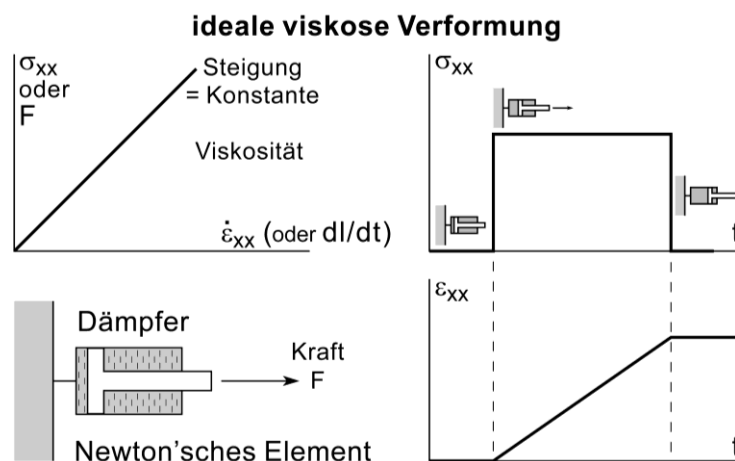 ideale viskose Verformung
σxx
oder
F
Steigung
= Konstante
Viskosität
ε̇xx (oder dl/dt)
Dämpfer
Kraft
F
Newton'sches Element
σxx
t
εxx
t